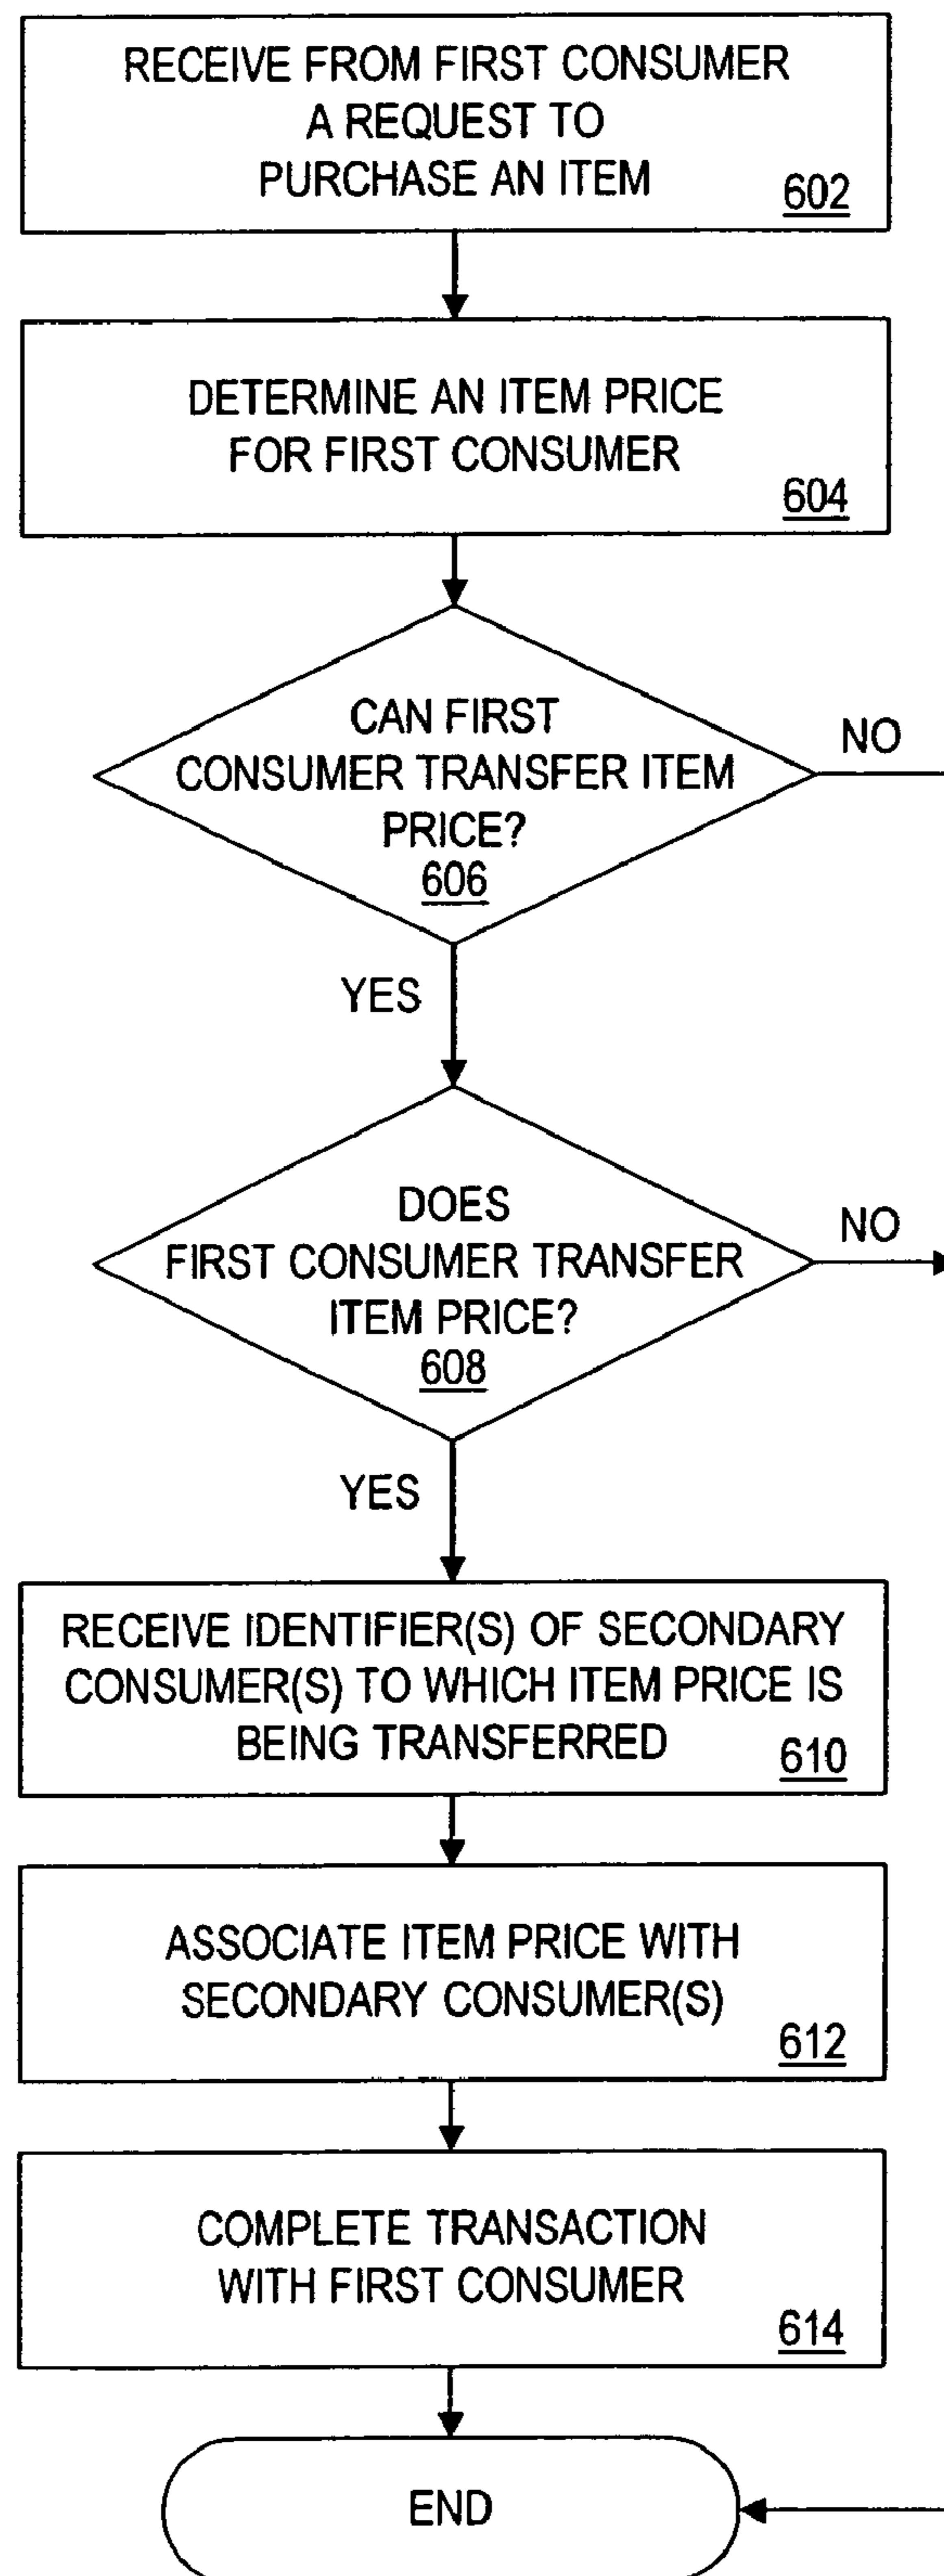 RECEIVE FROM FIRST CONSUMER
A REQUEST TO
PURCHASE AN ITEM
602
DETERMINE AN ITEM PRICE
FOR FIRST CONSUMER
604
CAN FIRST
CONSUMER TRANSFER ITEM
PRICE?
606
NO
YES
DOES
FIRST CONSUMER TRANSFER
ITEM PRICE?
608
NO
YES
RECEIVE IDENTIFIER(S) OF SECONDARY
CONSUMER(S) TO WHICH ITEM PRICE IS
BEING TRANSFERRED
610
ASSOCIATE ITEM PRICE WITH
SECONDARY CONSUMER(S)
612
COMPLETE TRANSACTION
WITH FIRST CONSUMER
614
END